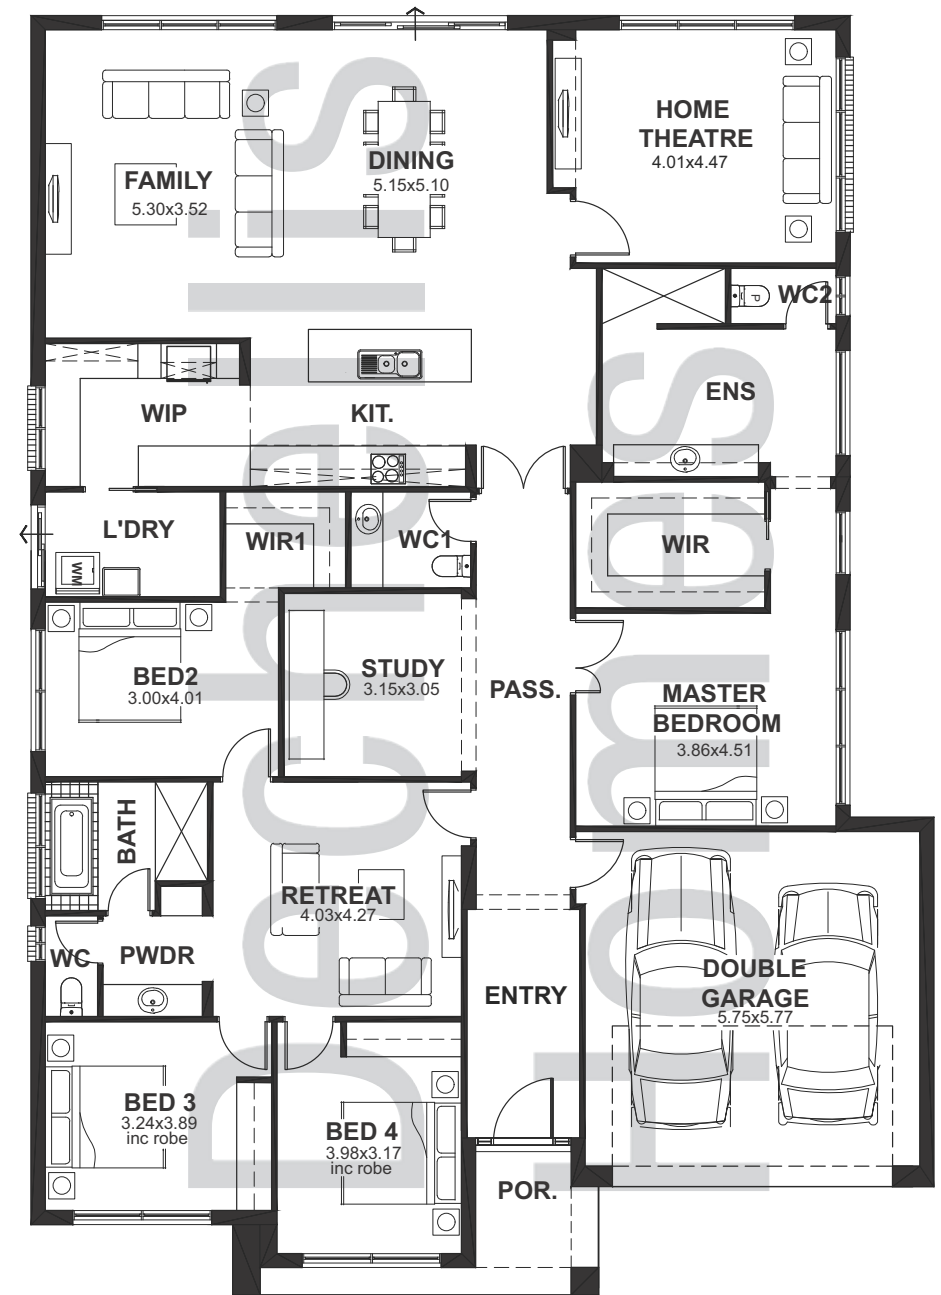 HOME
THEATRE
4.01x4.47
DINING
5.15x5.10
FAMILY
5.30x3.52
WC2
P
ENS
WIP
KIT.
L'DRY
WM
WIR1
WC1
WIR
BED2
3.00x4.01
STUDY
3.15x3.05
PASS.
MASTER
BEDROOM
3.86x4.51
BATH
RETREAT
4.03x4.27
WC
PWDR
ENTRY
DOUBLE
GARAGE
5.75x5.77
BED 3
3.24x3.89
inc robe
BED 4
3.98x3.17
inc robe
POR.
Dechellis
Homes